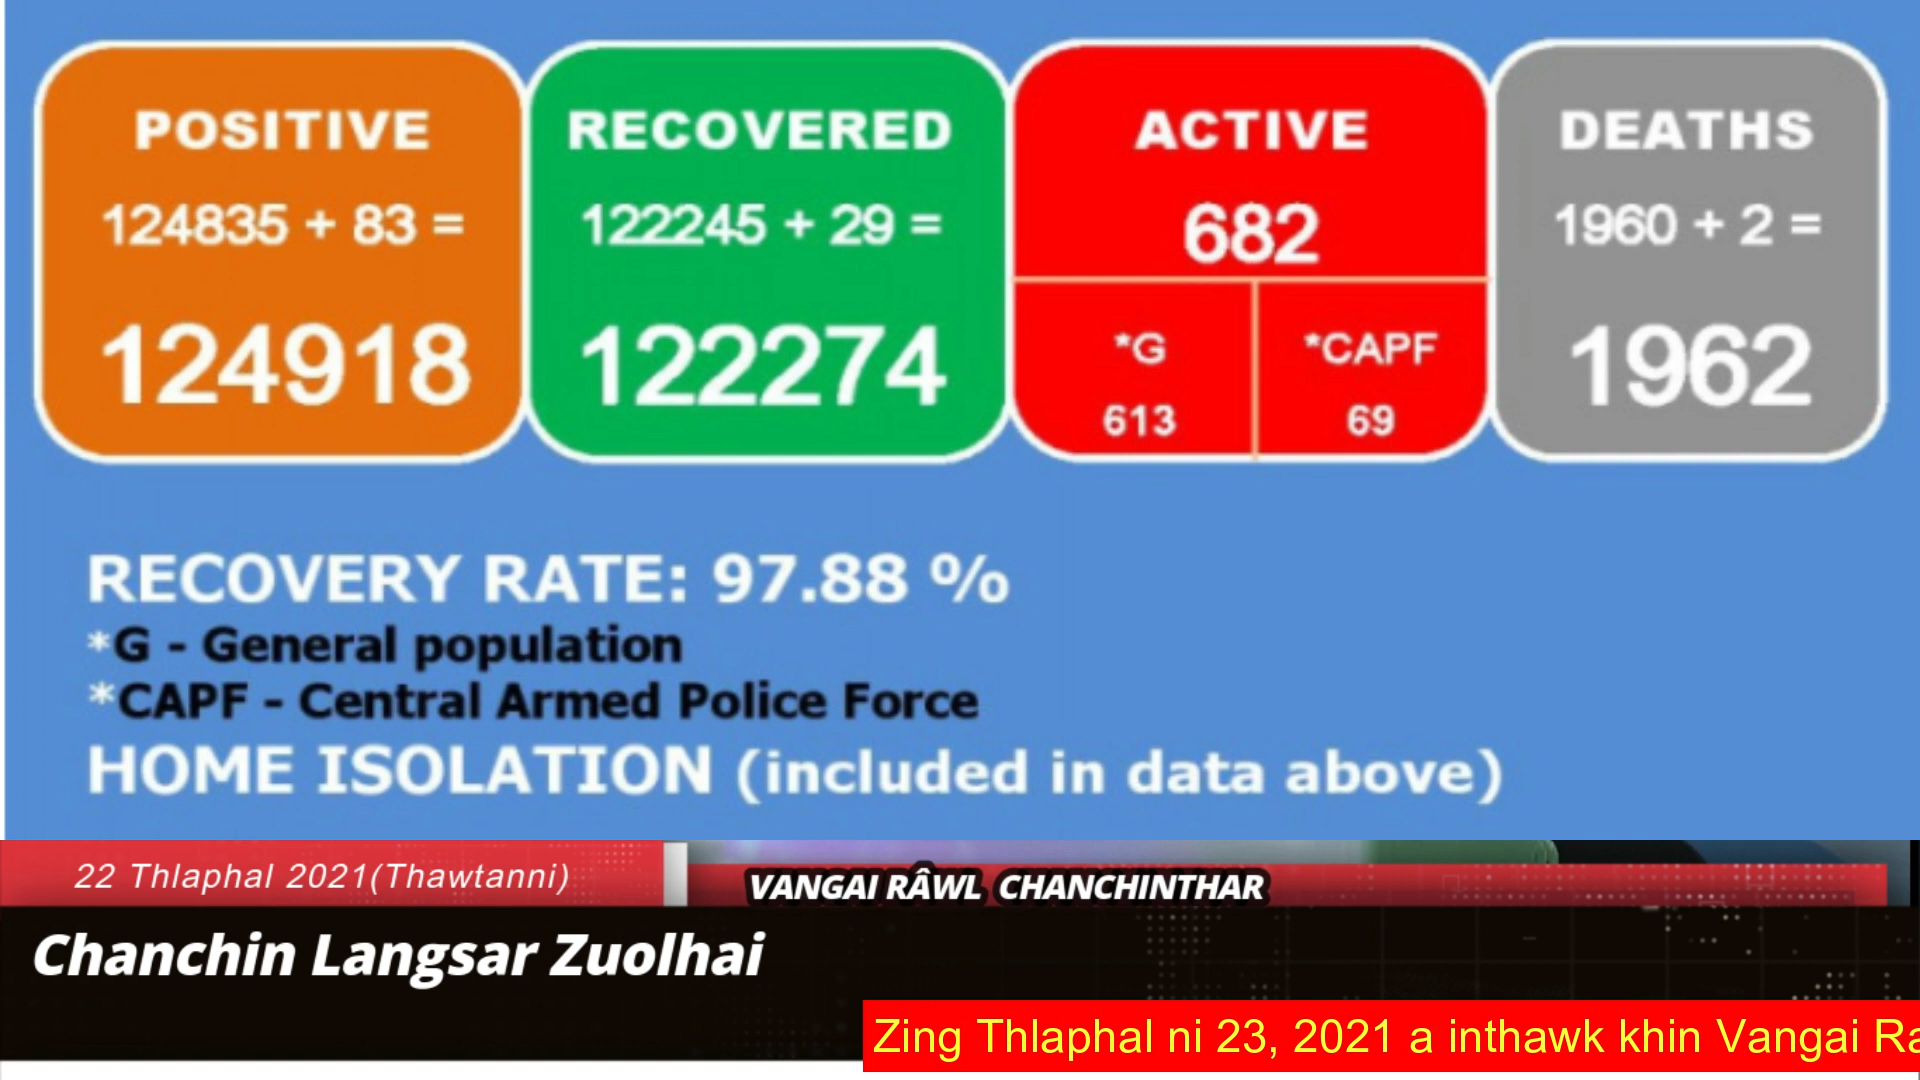 POSITIVE
124835 + 83 =
124918
RECOVERED
122245 + 29 =
122274
ACTIVE
682
*G
613
*CAPF
69
DEATHS
1960 + 2 =
1962
RECOVERY RATE: 97.88 %
*G - General population
*CAPF - Central Armed Police Force
HOME ISOLATION (included in data above)
22 Thlaphal 2021(Thawtanni)
VANGAI RÂWL CHANCHINTHAR
Chanchin Langsar Zuolhai
Zing Thlaphal ni 23, 2021 a inthawk khin Vangai